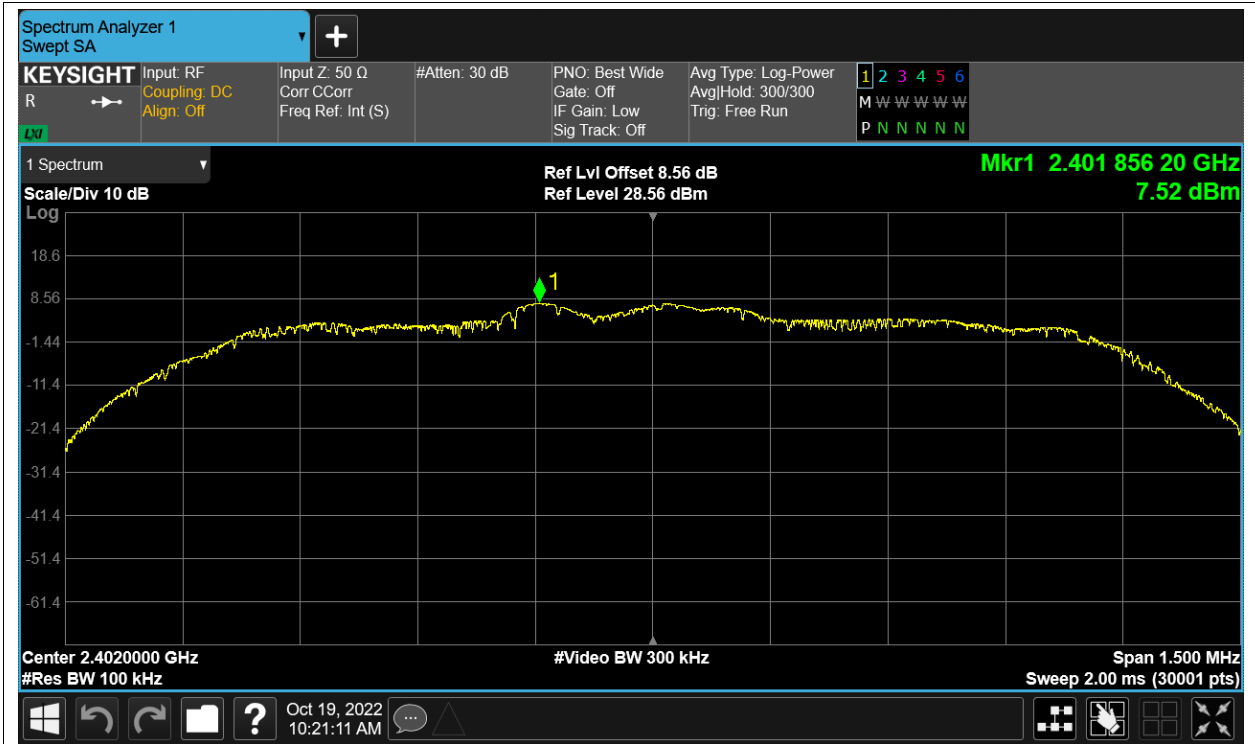 Spectrum Analyzer 1
Swept SA
KEYSIGHT
R
LXI
Input: RF
Coupling: DC
Align: Off
Input Z: 50 Ω
Corr CCorr
Freq Ref: Int (S)
#Atten: 30 dB
PNO: Best Wide
Gate: Off
IF Gain: Low
Sig Track: Off
Avg Type: Log-Power
Avg|Hold: 300/300
Trig: Free Run
1 2 3 4 5 6
M W W W W W
P N N N N N
1 Spectrum
Scale/Div 10 dB
Log
Ref Lvl Offset 8.56 dB
Ref Level 28.56 dBm
Mkr1 2.401 856 20 GHz
7.52 dBm
1
18.6
8.56
-1.44
-11.4
-21.4
-31.4
-41.4
-51.4
-61.4
Center 2.4020000 GHz
#Video BW 300 kHz
Span 1.500 MHz
#Res BW 100 kHz
Sweep 2.00 ms (30001 pts)
?
Oct 19, 2022
10:21:11 AM